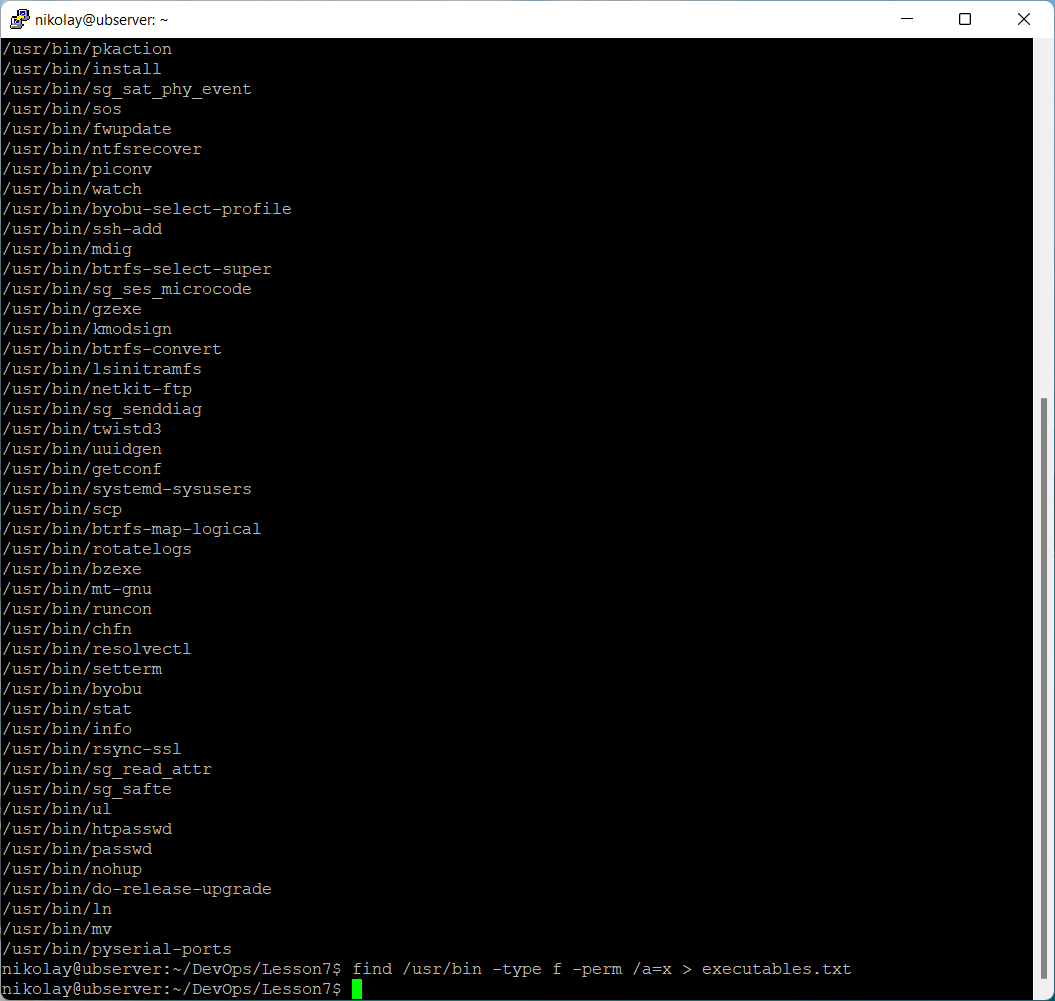 nikolay@ubserver: ~
/usr/bin/pkaction
/usr/bin/install
/usr/bin/sg_sat_phy_event
/usr/bin/sos
/usr/bin/fwupdate
/usr/bin/ntfsrecover
/usr/bin/piconv
/usr/bin/watch
/usr/bin/byobu-select-profile
/usr/bin/ssh-add
/usr/bin/mdig
/usr/bin/btrfs-select-super
/usr/bin/sg_ses_microcode
/usr/bin/gzexe
/usr/bin/kmodsign
/usr/bin/btrfs-convert
/usr/bin/lsinitramfs
/usr/bin/netkit-ftp
/usr/bin/sg_senddiag
/usr/bin/twistd3
/usr/bin/uuidgen
/usr/bin/getconf
/usr/bin/systemd-sysusers
/usr/bin/scp
/usr/bin/btrfs-map-logical
/usr/bin/rotatelogs
/usr/bin/bzexe
/usr/bin/mt-gnu
/usr/bin/runcon
/usr/bin/chfn
/usr/bin/resolvectl
/usr/bin/setterm
/usr/bin/byobu
/usr/bin/stat
/usr/bin/info
/usr/bin/rsync-ssl
/usr/bin/sg_read_attr
/usr/bin/sg_safte
/usr/bin/ul
/usr/bin/htpasswd
/usr/bin/passwd
/usr/bin/nohup
/usr/bin/do-release-upgrade
/usr/bin/ln
/usr/bin/mv
/usr/bin/pyserial-ports
nikolay@ubserver:~/DevOps/Lesson7$ find /usr/bin -type f -perm /a=x > executables.txt
nikolay@ubserver:~/DevOps/Lesson7$